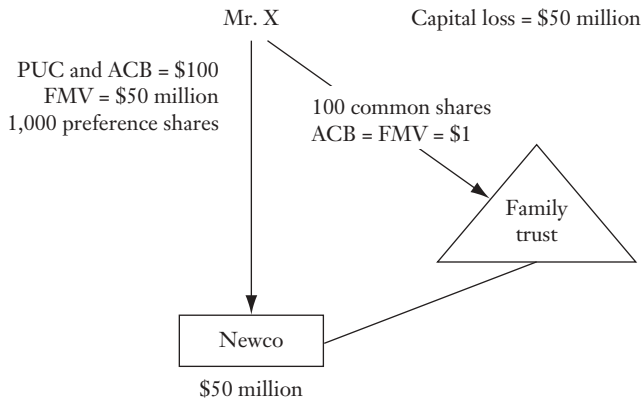 Mr. X
Capital loss = $50 million
PUC and ACB = $100
FMV = $50 million
1,000 preference shares
100 common shares
ACB = FMV = $1
Family
trust
Newco
$50 million